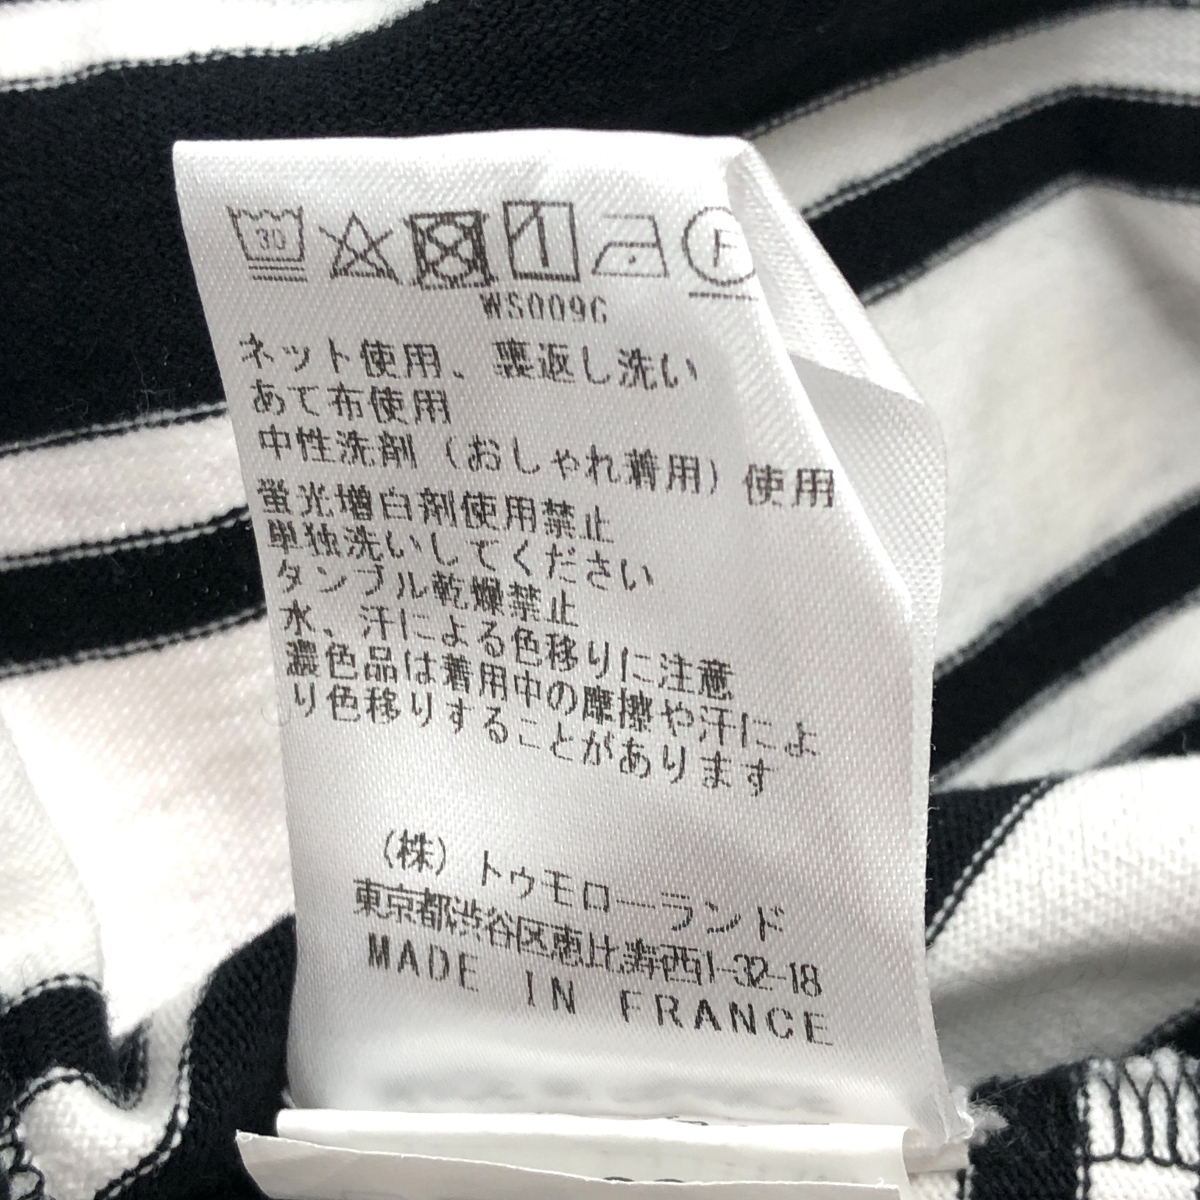 30 F
WS009G
ネット使用、裏返し洗い
あて布使用
中性洗剤（おしゃれ着用）使用
蛍光増白剤使用禁止
単独洗いしてください
タンブル乾燥禁止
水、汗による色移りに注意
濃色品は着用中の摩擦や汗によ
り色移りすることがあります
（株）トゥモローランド
東京都渋谷区恵比寿西1-32-18
MADE IN FRANCE